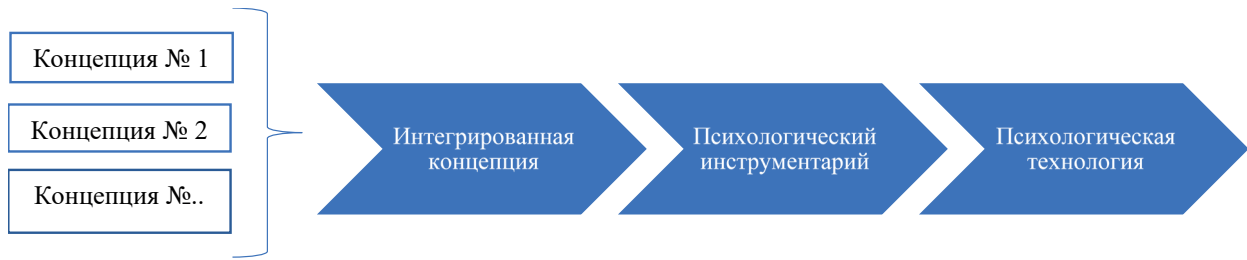 Концепция № 1
Концепция № 2
Концепция №..
Интегрированная
концепция
Психологический
инструментарий
Психологическая
технология